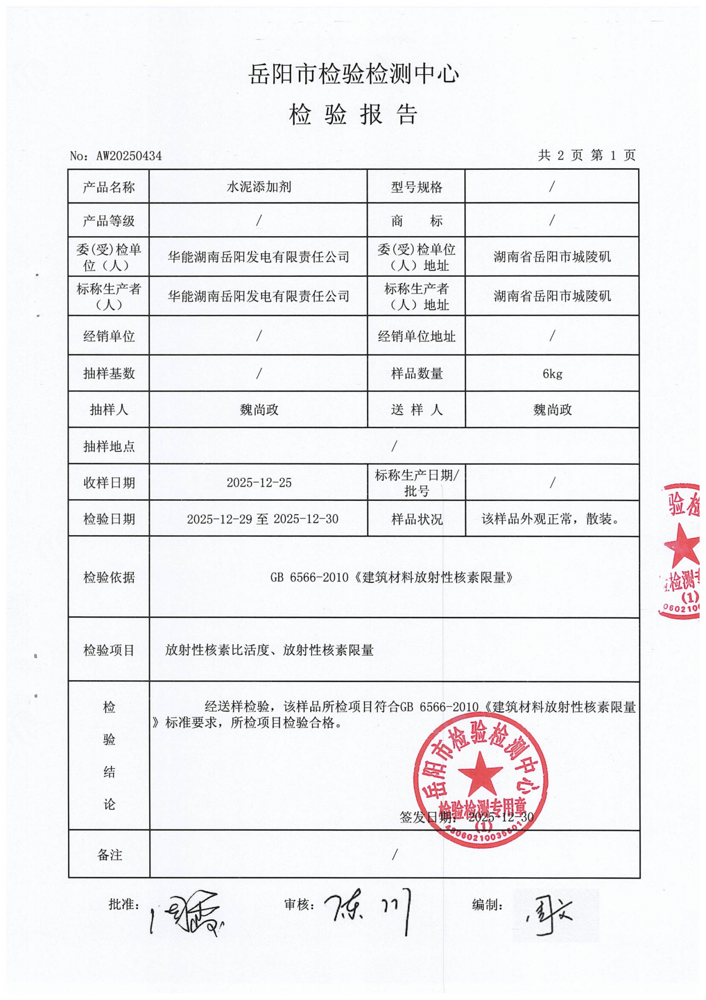 岳阳市检验检测中心
检 验 报 告
No: AW20250434 共 2 页 第 1 页
产品名称 水泥添加剂 型号规格 /
产品等级 / 商 标 /
委(受)检单位（人） 华能湖南岳阳发电有限责任公司 委(受)检单位（人）地址 湖南省岳阳市城陵矶
标称生产者（人） 华能湖南岳阳发电有限责任公司 标称生产者（人）地址 湖南省岳阳市城陵矶
经销单位 / 经销单位地址 /
抽样基数 / 样品数量 6kg
抽样人 魏尚政 送 样 人 魏尚政
抽样地点 /
收样日期 2025-12-25 标称生产日期/批号 /
检验日期 2025-12-29 至 2025-12-30 样品状况 该样品外观正常，散装。
检验依据 GB 6566-2010《建筑材料放射性核素限量》
检验项目 放射性核素比活度、放射性核素限量
检验结论
经送样检验，该样品所检项目符合GB 6566-2010《建筑材料放射性核素限量
》标准要求，所检项目检验合格。
岳阳市检验检测中心
检验检测专用章
签发日期： 2025-12-30
(1)
备注 /
批准： 审核：陈川 编制：周文
验检
检测专
(1)